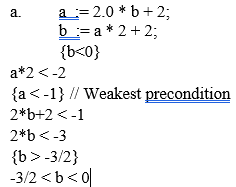 a. a := 2.0 * b + 2;
b := a * 2 + 2;
{b<0}
a*2 < -2
{a < -1} // Weakest precondition
2*b+2 < -1
2*b < -3
{b > -3/2}
-3/2 < b < 0